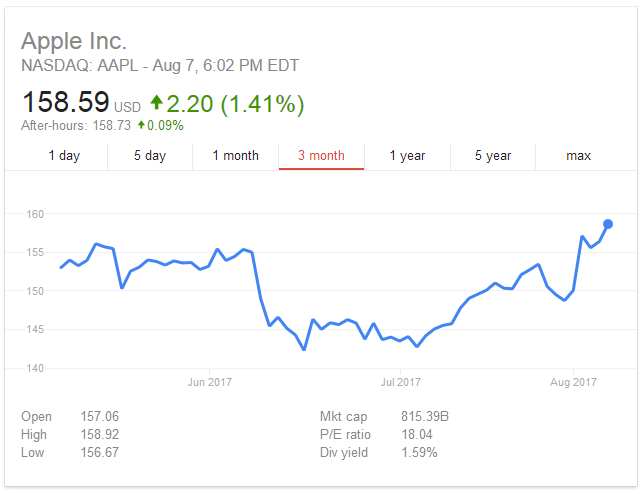 Apple Inc.
NASDAQ: AAPL - Aug 7, 6:02 PM EDT
158.59 USD 2.20 (1.41%)
After-hours: 158.73 0.09%
1 day 5 day 1 month 3 month 1 year 5 year max
160
155
150
145
140
Jun 2017 Jul 2017 Aug 2017
Open 157.06 Mkt cap 815.39B
High 158.92 P/E ratio 18.04
Low 156.67 Div yield 1.59%